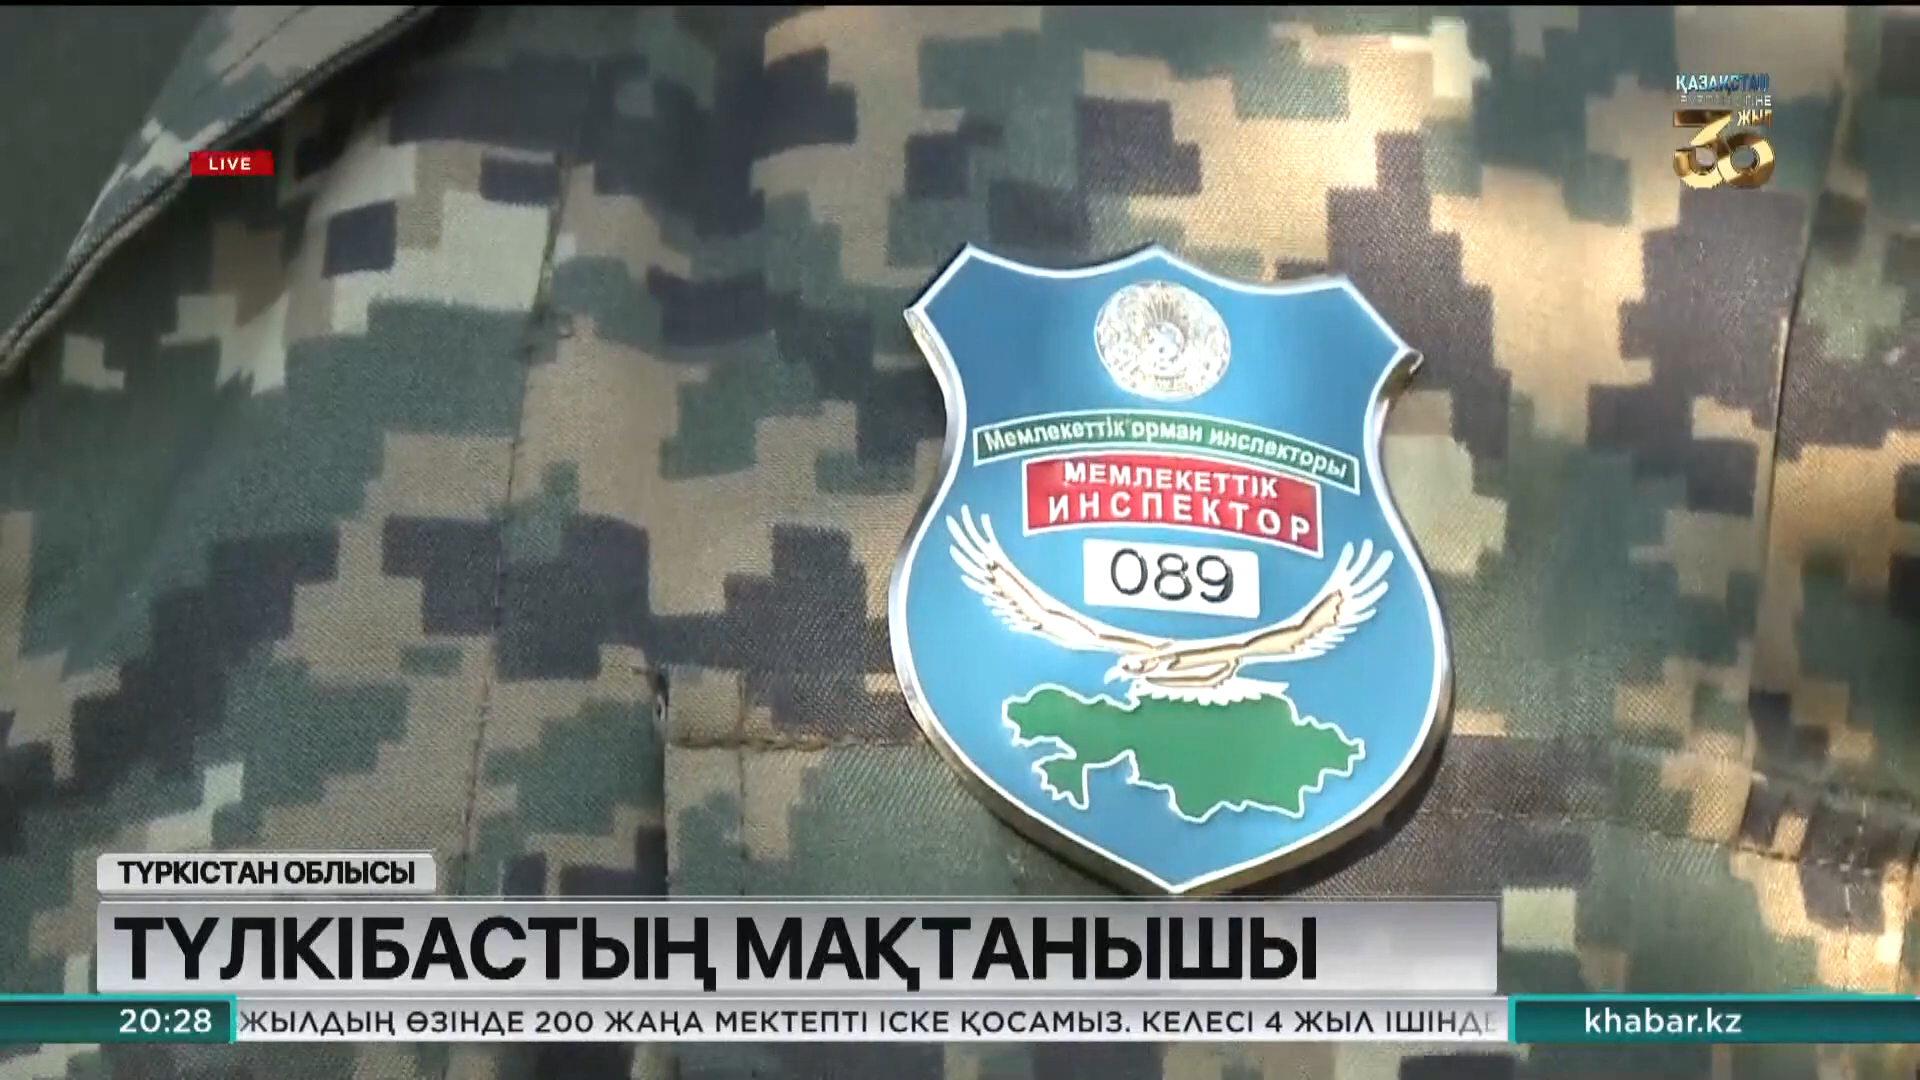 ҚАЗАҚСТАН
ЖЫЛ
30
LIVE
Мемлекеттік орман инспекторы
МЕМЛЕКЕТТІК
ИНСПЕКТОР
089
ТҮРКІСТАН ОБЛЫСЫ
ТҮЛКІБАСТЫҢ МАҚТАНЫШЫ
20:28 ЖЫЛДЫҢ ӨЗІНДЕ 200 ЖАҢА МЕКТЕПТІ ІСКЕ ҚОСАМЫЗ. КЕЛЕСІ 4 ЖЫЛ ІШІНДЕ khabar.kz